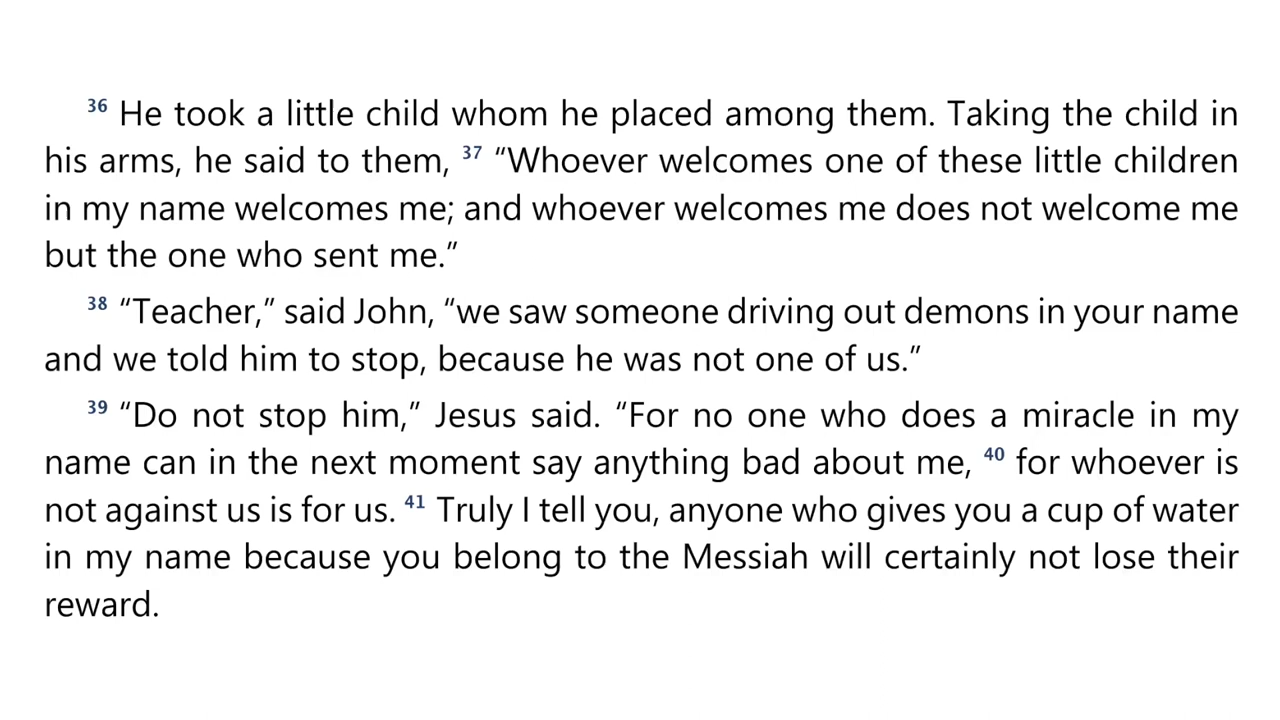 36 He took a little child whom he placed among them. Taking the child in
his arms, he said to them, 37 “Whoever welcomes one of these little children
in my name welcomes me; and whoever welcomes me does not welcome me
but the one who sent me.”
38 “Teacher,” said John, “we saw someone driving out demons in your name
and we told him to stop, because he was not one of us.”
39 “Do not stop him,” Jesus said. “For no one who does a miracle in my
name can in the next moment say anything bad about me, 40 for whoever is
not against us is for us. 41 Truly I tell you, anyone who gives you a cup of water
in my name because you belong to the Messiah will certainly not lose their
reward.